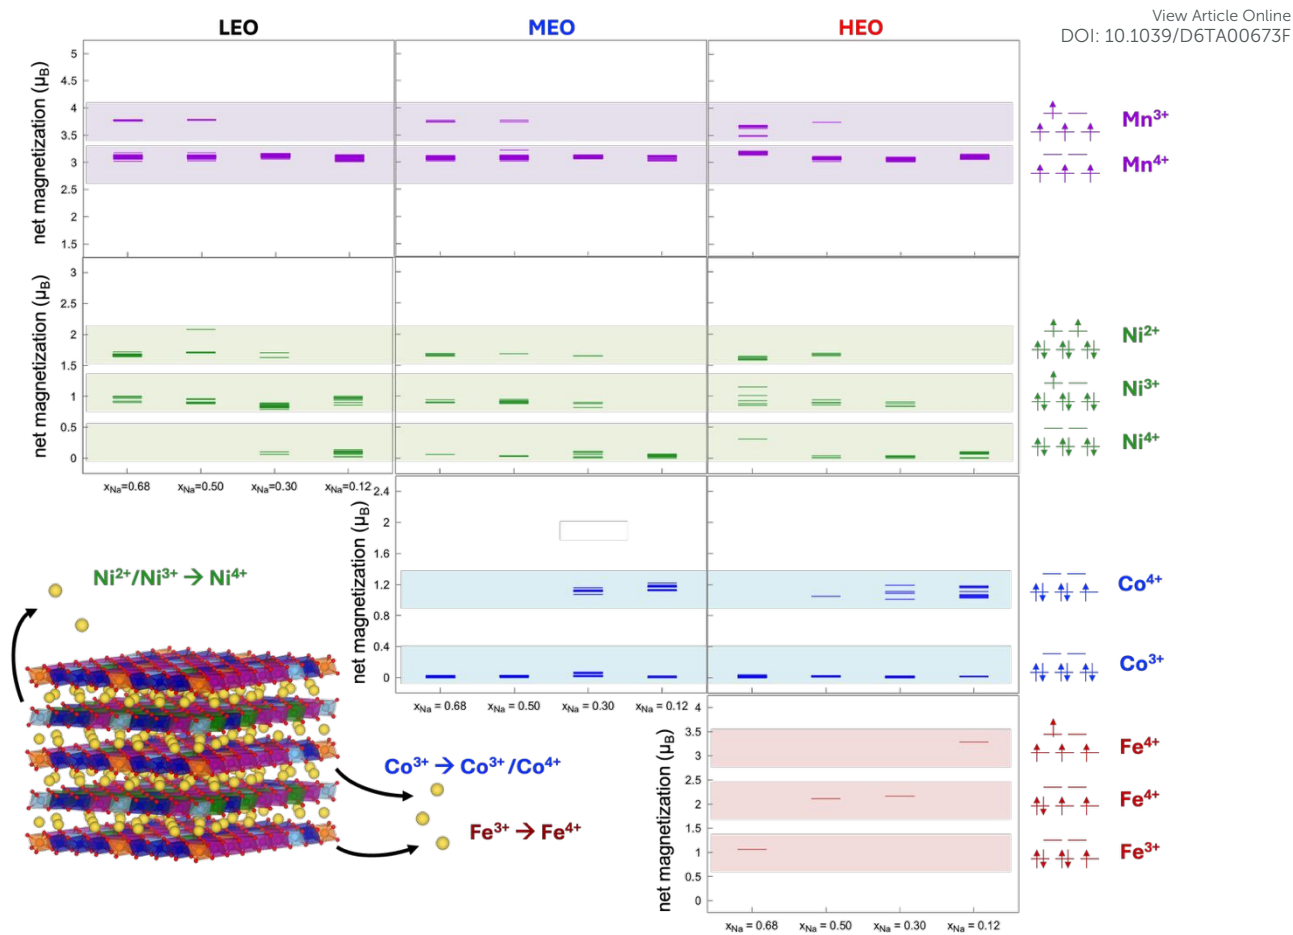 View Article Online
DOI: 10.1039/D6TA00673F
LEO
MEO
HEO
net magnetization (μB)
5
4.5
4
3.5
3
2.5
2
1.5
Mn3+
Mn4+
net magnetization (μB)
3
2.5
2
1.5
1
0.5
0
Ni2+
Ni3+
Ni4+
xNa=0.68
xNa=0.50
xNa=0.30
xNa=0.12
net magnetization (μB)
2.4
2
1.6
1.2
0.8
0.4
0
Co4+
Co3+
xNa = 0.68
xNa = 0.50
xNa = 0.30
xNa = 0.12
Ni2+/Ni3+ → Ni4+
Co3+ → Co3+/Co4+
Fe3+ → Fe4+
net magnetization (μB)
4
3.5
3
2.5
2
1.5
1
0.5
0
Fe4+
Fe4+
Fe3+
xNa = 0.68
xNa = 0.50
xNa = 0.30
xNa = 0.12